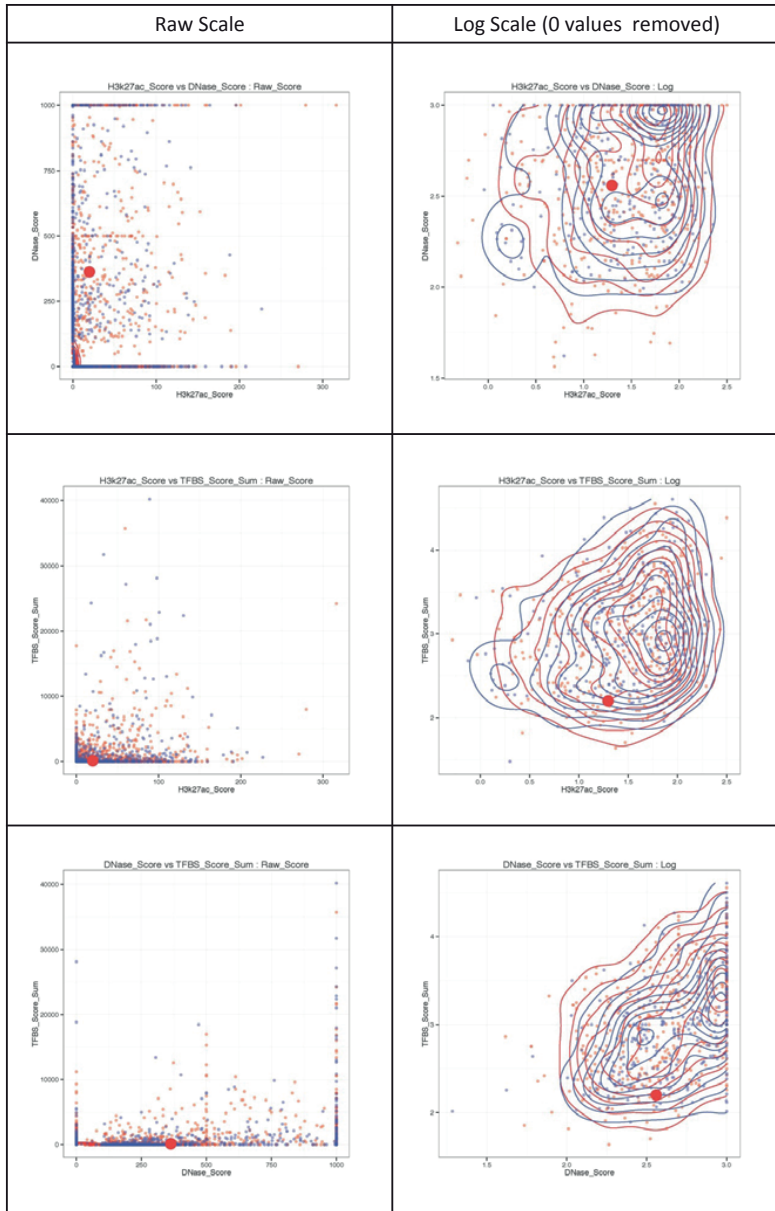 Raw Scale
Log Scale (0 values removed)
H3k27ac_Score vs DNase_Score : Raw_Score
1000
750
500
250
0
DNase_Score
0 100 200 300
H3k27ac_Score
H3k27ac_Score vs DNase_Score : Log
3.0
2.5
2.0
1.5
DNase_Score
0.0 0.5 1.0 1.5 2.0 2.5
H3k27ac_Score
H3k27ac_Score vs TFBS_Score_Sum : Raw_Score
40000
30000
20000
10000
0
TFBS_Score_Sum
0 100 200 300
H3k27ac_Score
H3k27ac_Score vs TFBS_Score_Sum : Log
4
3
2
TFBS_Score_Sum
0.0 0.5 1.0 1.5 2.0 2.5
H3k27ac_Score
DNase_Score vs TFBS_Score_Sum : Raw_Score
40000
30000
20000
10000
0
TFBS_Score_Sum
0 250 500 750 1000
DNase_Score
DNase_Score vs TFBS_Score_Sum : Log
4
3
2
TFBS_Score_Sum
1.5 2.0 2.5 3.0
DNase_Score